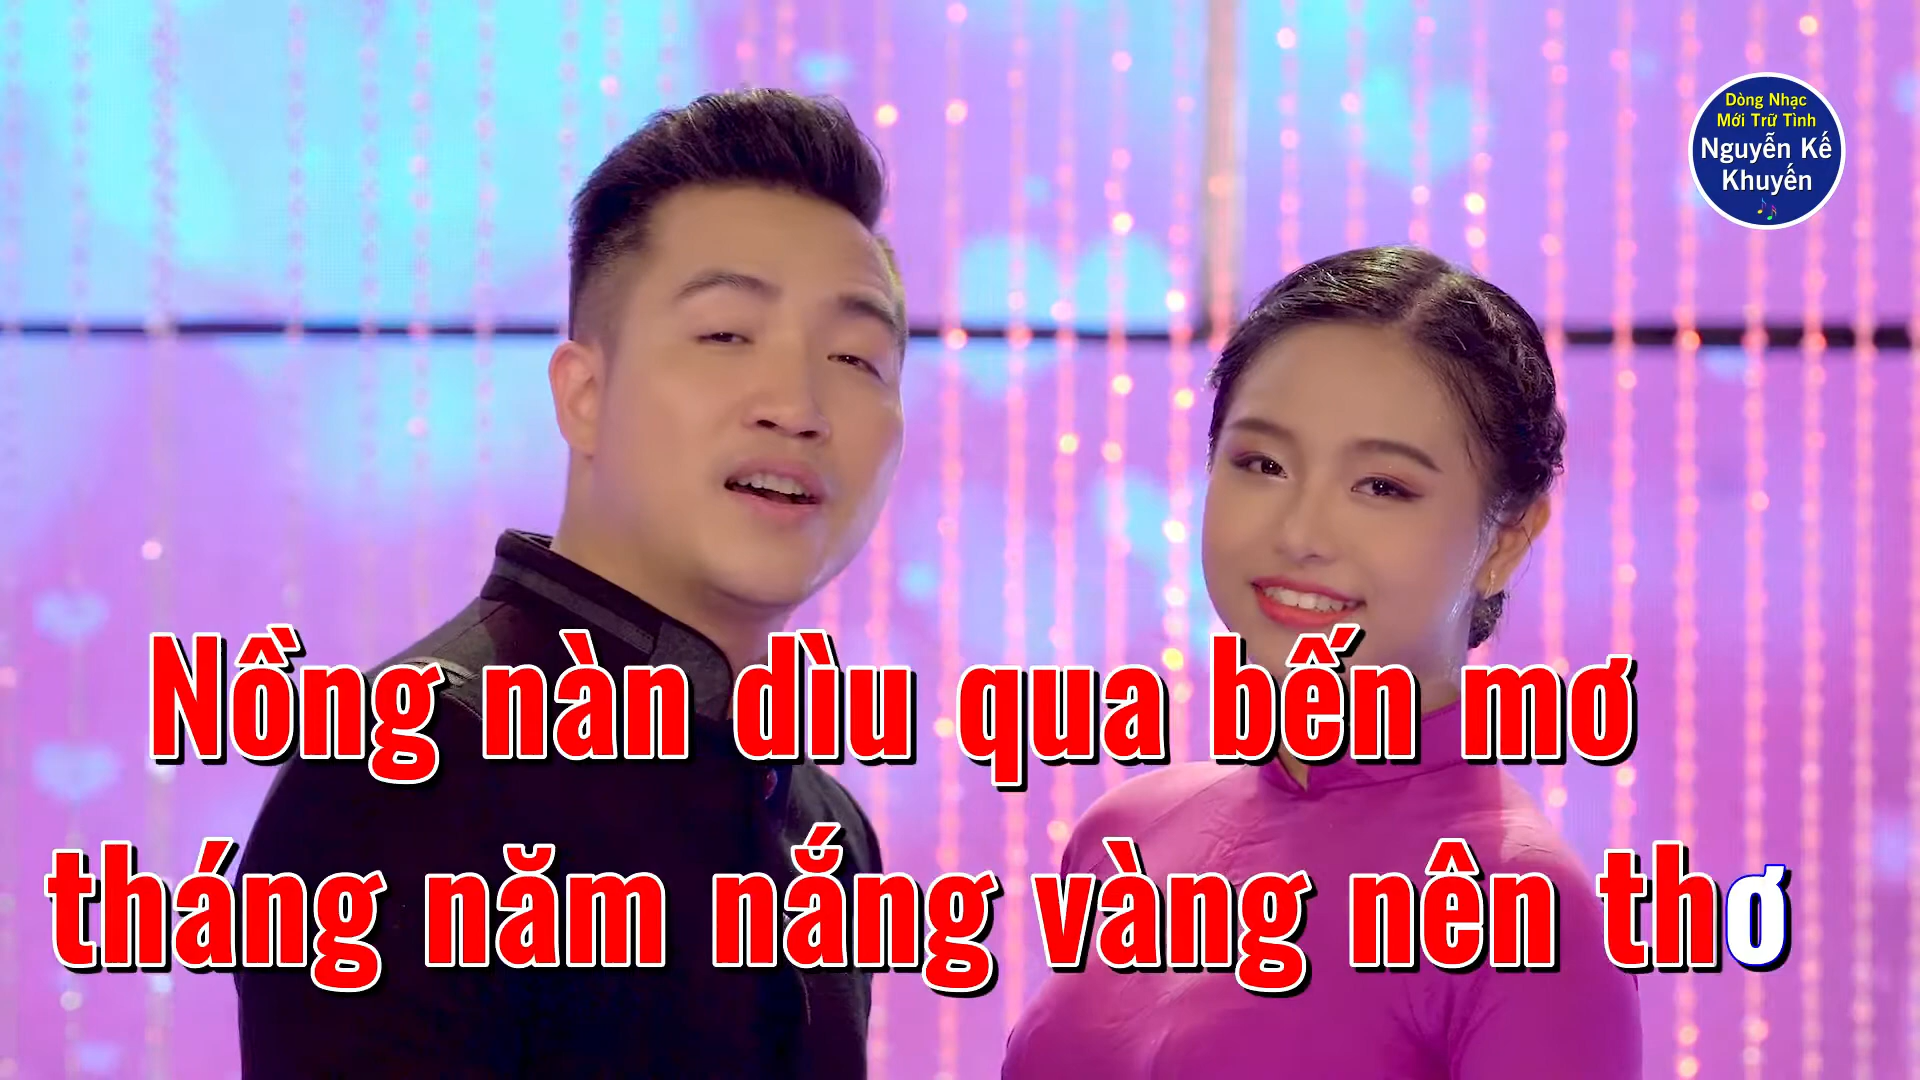 Dòng Nhạc
Mới Trữ Tình
Nguyễn Kế
Khuyến
Nồng nàn dìu qua bến mơ
tháng năm nắng vàng nên thơ